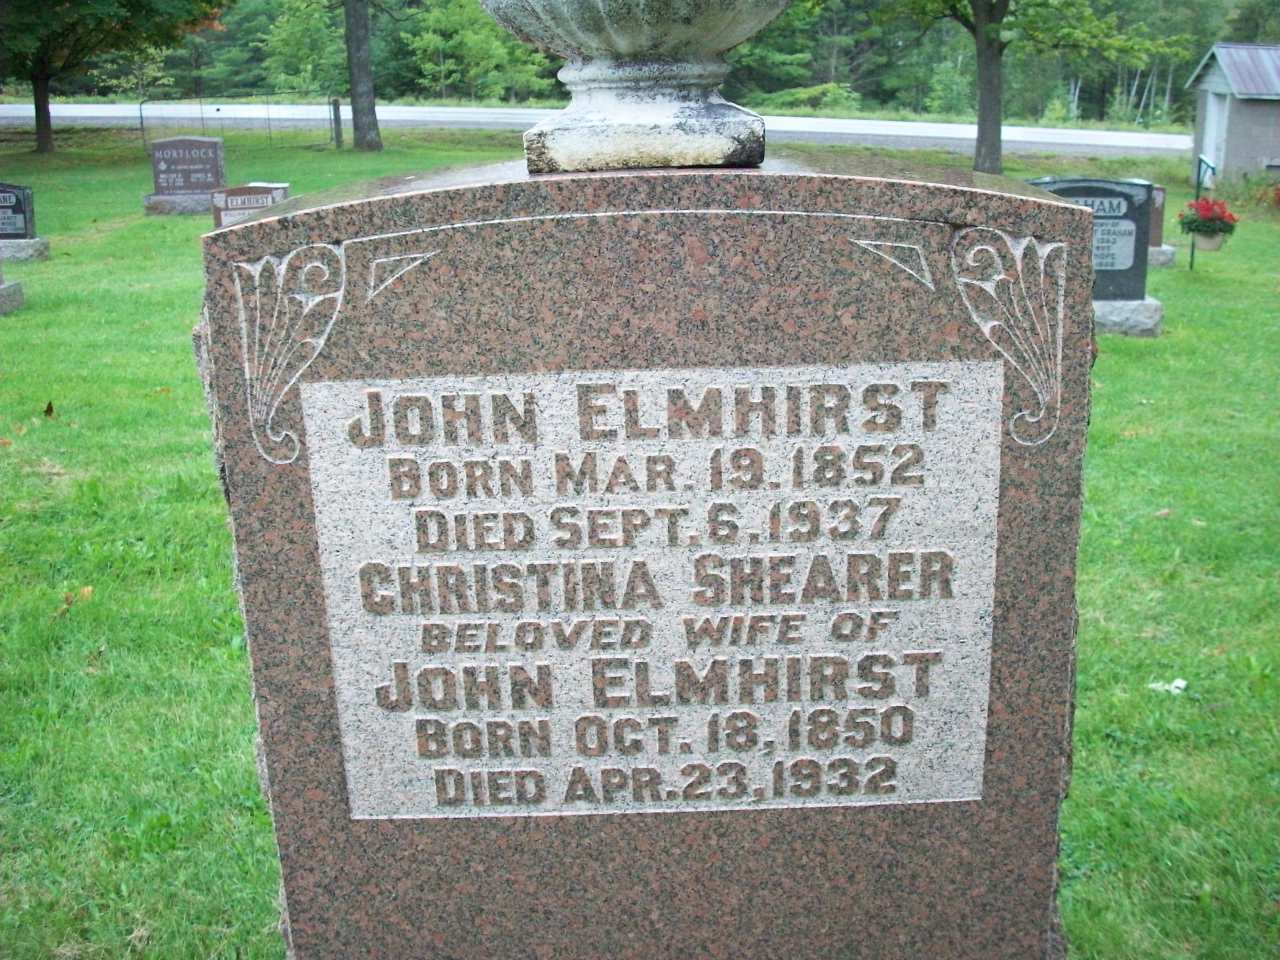 MORTLOCK
ELMHIRST
JOHN ELMHIRST
BORN MAR. 19. 1852
DIED SEPT. 6. 1937
CHRISTINA SHEARER
BELOVED WIFE OF
JOHN ELMHIRST
BORN OCT. 18, 1850
DIED APR. 23, 1932